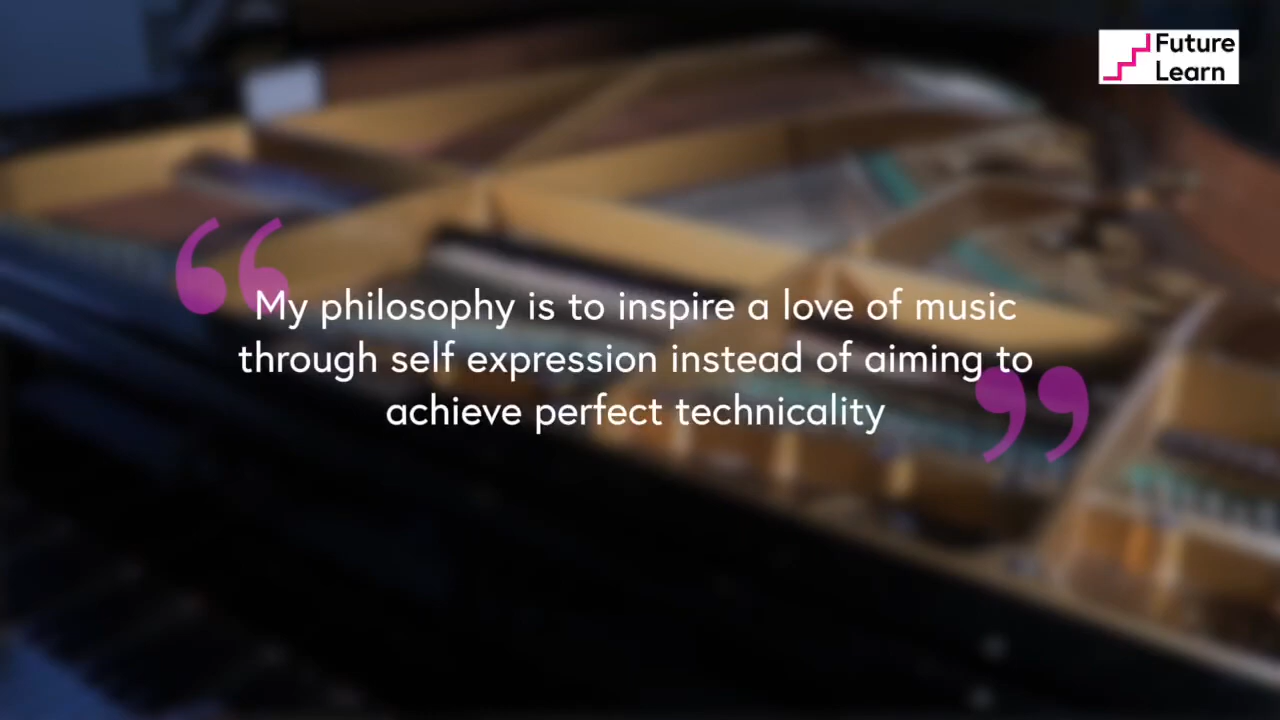 Future
Learn
“My philosophy is to inspire a love of music
through self expression instead of aiming to
achieve perfect technicality”